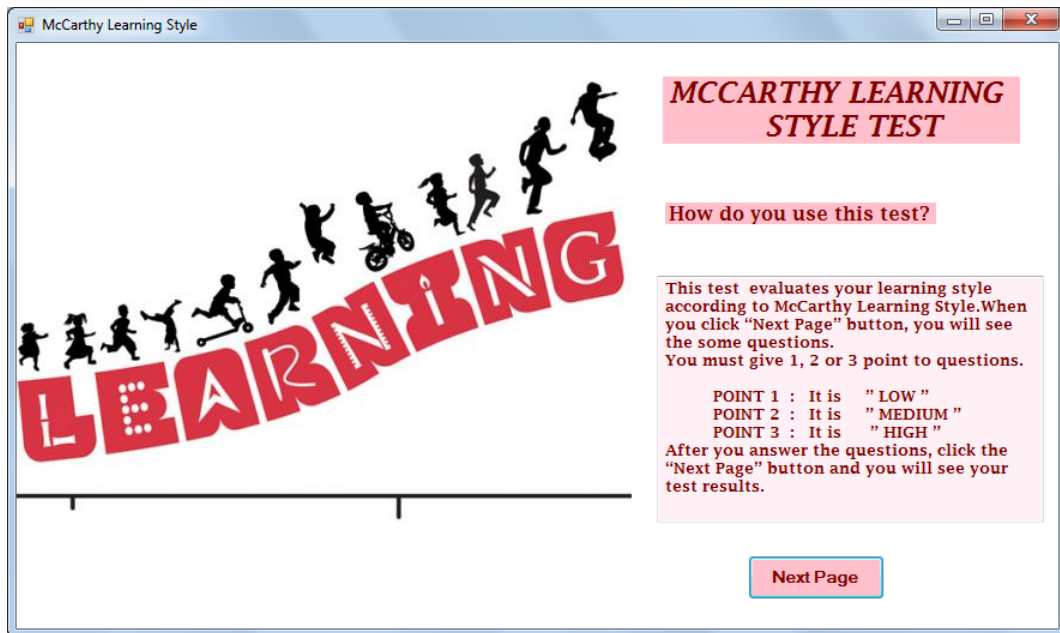 McCarthy Learning Style
LEARNING
MCCARTHY LEARNING
STYLE TEST
How do you use this test?
This test evaluates your learning style
according to McCarthy Learning Style.When
you click “Next Page” button, you will see
the some questions.
You must give 1, 2 or 3 point to questions.
POINT 1 : It is ” LOW ”
POINT 2 : It is ” MEDIUM ”
POINT 3 : It is ” HIGH ”
After you answer the questions, click the
“Next Page” button and you will see your
test results.
Next Page